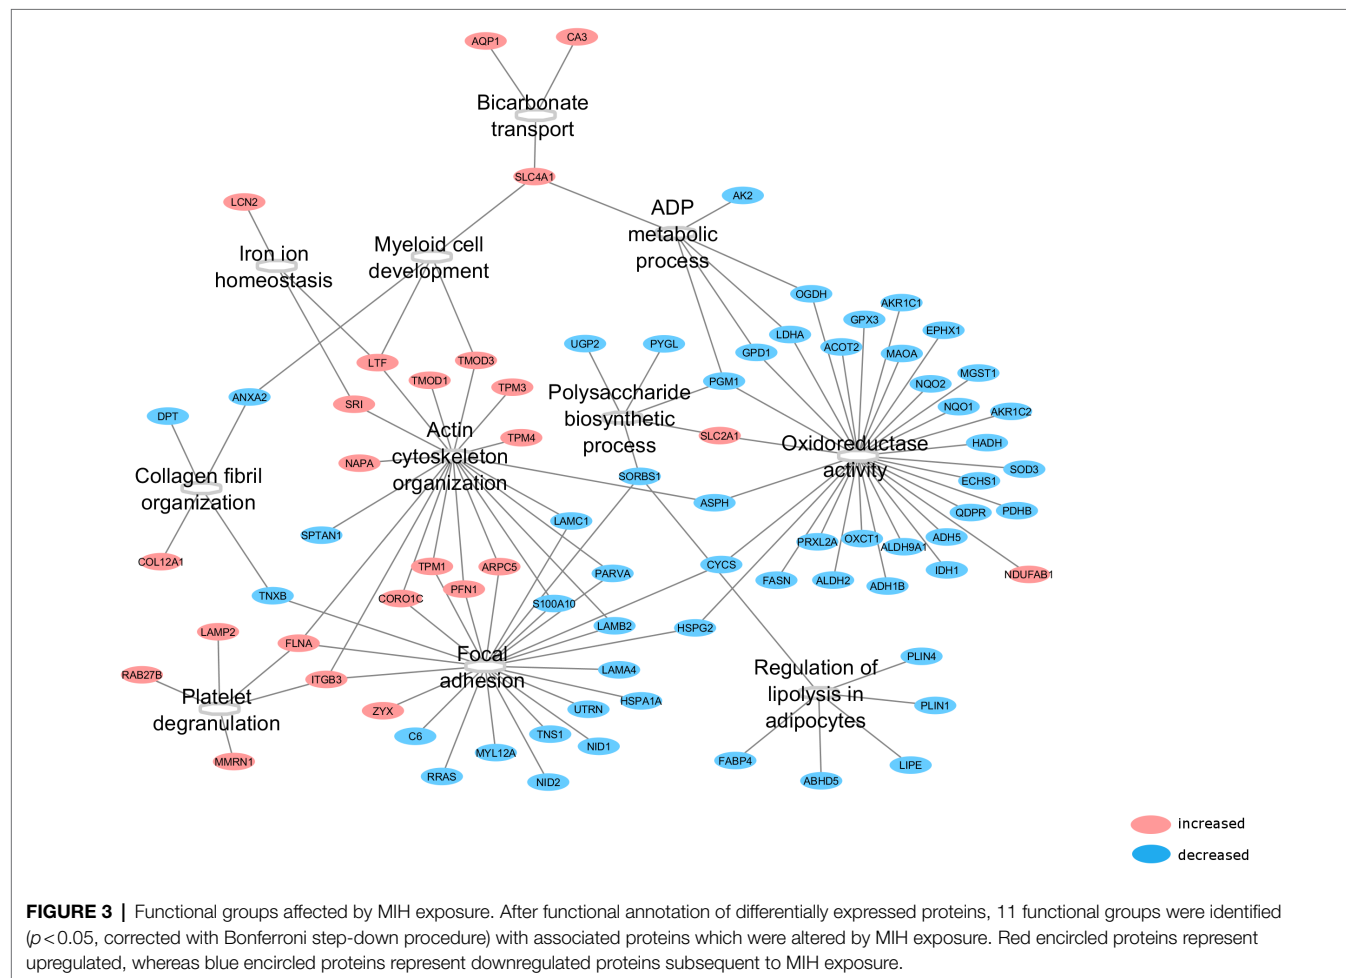 AQP1
CA3
Bicarbonate
transport
SLC4A1
LCN2
AK2
ADP
metabolic
process
Iron ion
homeostasis
Myeloid cell
development
OGDH
AKR1C1
GPX3
EPHX1
LDHA
ACOT2
MAOA
GPD1
UGP2
PYGL
LTF
TMOD3
TMOD1
TPM3
PGM1
NQO2
MGST1
NQO1
AKR1C2
ANXA2
DPT
SRI
Polysaccharide
biosynthetic
process
SLC2A1
Actin
cytoskeleton
organization
TPM4
NAPA
Oxidoreductase
activity
HADH
SOD3
ECHS1
Collagen fibril
organization
SORBS1
ASPH
QDPR
PDHB
LAMC1
SPTAN1
PRXL2A
OXCT1
ALDH9A1
ADH5
COL12A1
TPM1
ARPC5
PARVA
CYCS
FASN
ALDH2
ADH1B
IDH1
NDUFAB1
TNXB
CORO1C
PFN1
S100A10
LAMP2
FLNA
LAMB2
HSPG2
Focal
adhesion
RAB27B
ITGB3
LAMA4
HSPA1A
Regulation of
lipolysis in
adipocytes
PLIN4
PLIN1
Platelet
degranulation
ZYX
UTRN
C6
TNS1
NID1
MYL12A
MMRN1
RRAS
NID2
FABP4
ABHD5
LIPE
increased
decreased
FIGURE 3 | Functional groups affected by MIH exposure. After functional annotation of differentially expressed proteins, 11 functional groups were identified
(p < 0.05, corrected with Bonferroni step-down procedure) with associated proteins which were altered by MIH exposure. Red encircled proteins represent
upregulated, whereas blue encircled proteins represent downregulated proteins subsequent to MIH exposure.